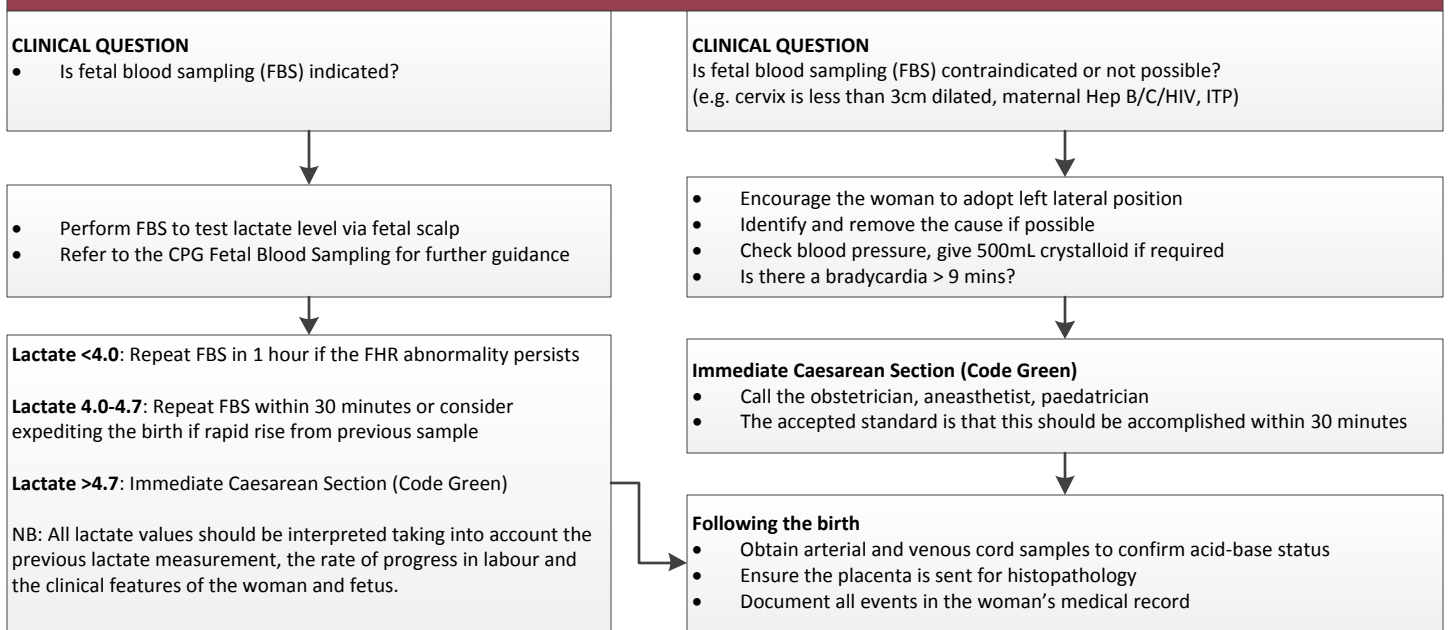 CLINICAL QUESTION
• Is fetal blood sampling (FBS) indicated?
• Perform FBS to test lactate level via fetal scalp
• Refer to the CPG Fetal Blood Sampling for further guidance
Lactate <4.0: Repeat FBS in 1 hour if the FHR abnormality persists
Lactate 4.0-4.7: Repeat FBS within 30 minutes or consider
expediting the birth if rapid rise from previous sample
Lactate >4.7: Immediate Caesarean Section (Code Green)
NB: All lactate values should be interpreted taking into account the
previous lactate measurement, the rate of progress in labour and
the clinical features of the woman and fetus.
CLINICAL QUESTION
Is fetal blood sampling (FBS) contraindicated or not possible?
(e.g. cervix is less than 3cm dilated, maternal Hep B/C/HIV, ITP)
• Encourage the woman to adopt left lateral position
• Identify and remove the cause if possible
• Check blood pressure, give 500mL crystalloid if required
• Is there a bradycardia > 9 mins?
Immediate Caesarean Section (Code Green)
• Call the obstetrician, aneasthetist, paedatrician
• The accepted standard is that this should be accomplished within 30 minutes
Following the birth
• Obtain arterial and venous cord samples to confirm acid-base status
• Ensure the placenta is sent for histopathology
• Document all events in the woman’s medical record